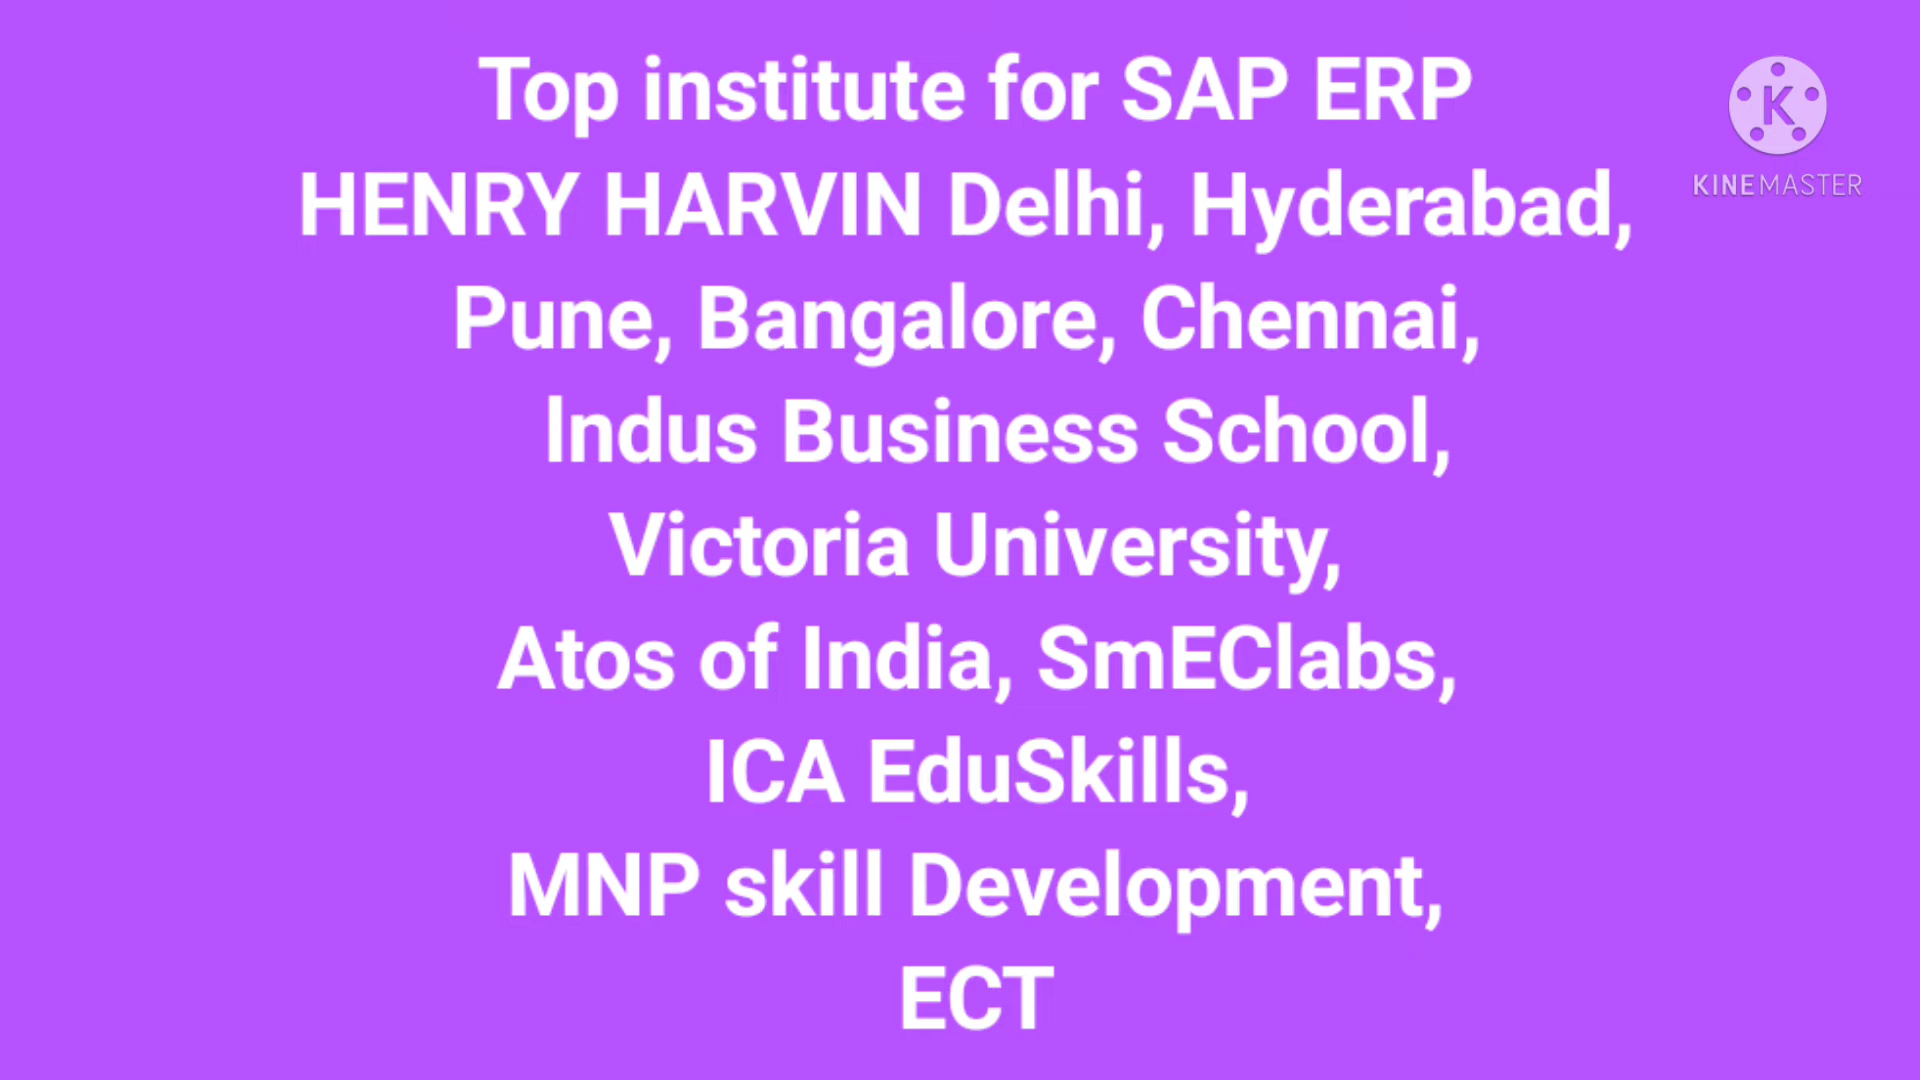 Top institute for SAP ERP
HENRY HARVIN Delhi, Hyderabad,
Pune, Bangalore, Chennai,
Indus Business School,
Victoria University,
Atos of India, SmEClabs,
ICA EduSkills,
MNP skill Development,
ECT
K
KINEMASTER